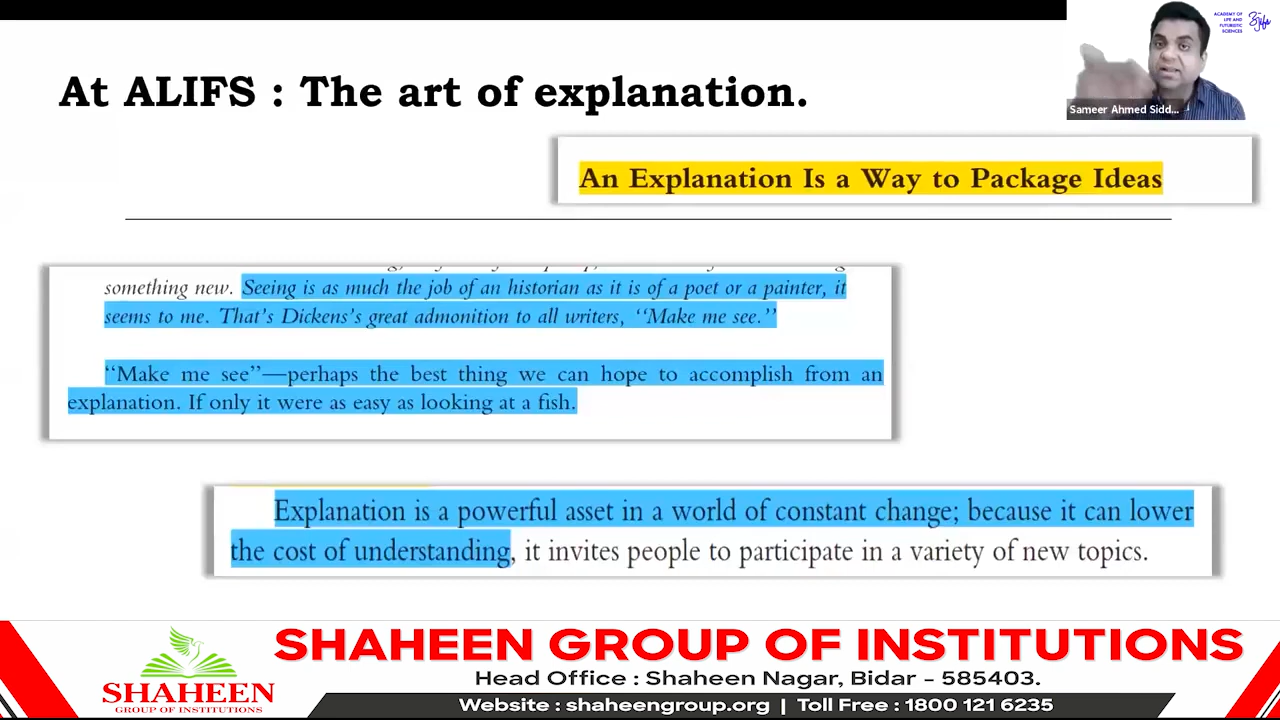 ACADEMY OF
LIFE AND
FUTURISTIC
SCIENCES
At ALIFS : The art of explanation.
Sameer Ahmed Sidd...
An Explanation Is a Way to Package Ideas
something new. Seeing is as much the job of an historian as it is of a poet or a painter, it
seems to me. That's Dickens's great admonition to all writers, ‘‘Make me see.’’
‘‘Make me see’’—perhaps the best thing we can hope to accomplish from an
explanation. If only it were as easy as looking at a fish.
Explanation is a powerful asset in a world of constant change; because it can lower
the cost of understanding, it invites people to participate in a variety of new topics.
SHAHEEN
GROUP OF INSTITUTIONS
SHAHEEN GROUP OF INSTITUTIONS
Head Office : Shaheen Nagar, Bidar - 585403.
Website : shaheengroup.org | Toll Free : 1800 121 6235